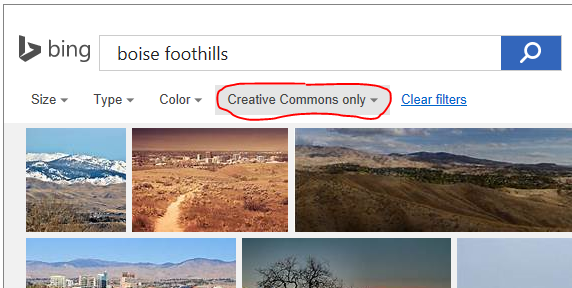 bing
boise foothills
Size Type Color Creative Commons only Clear filters